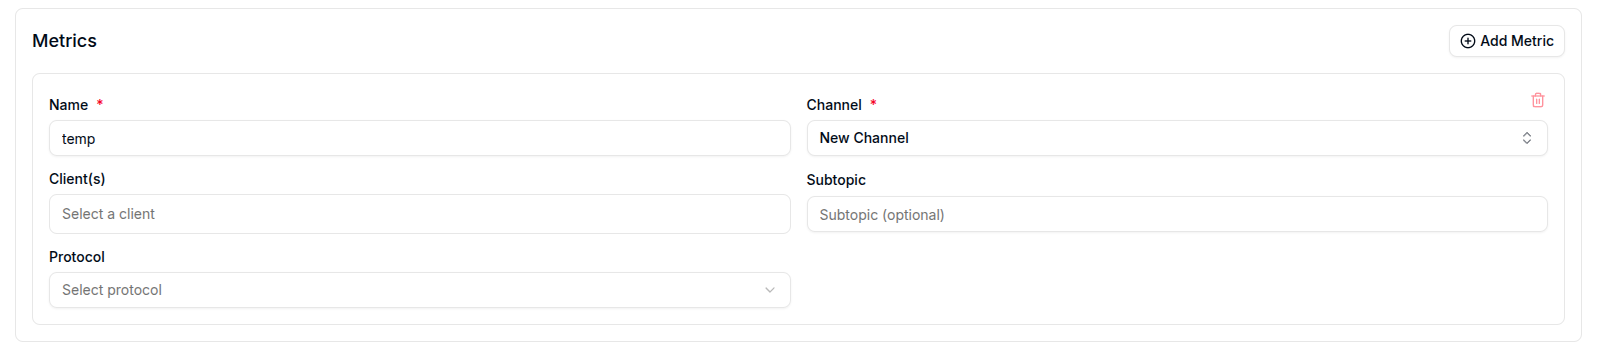 Metrics
Add Metric
Name *
Channel *
temp
New Channel
Client(s)
Subtopic
Select a client
Subtopic (optional)
Protocol
Select protocol